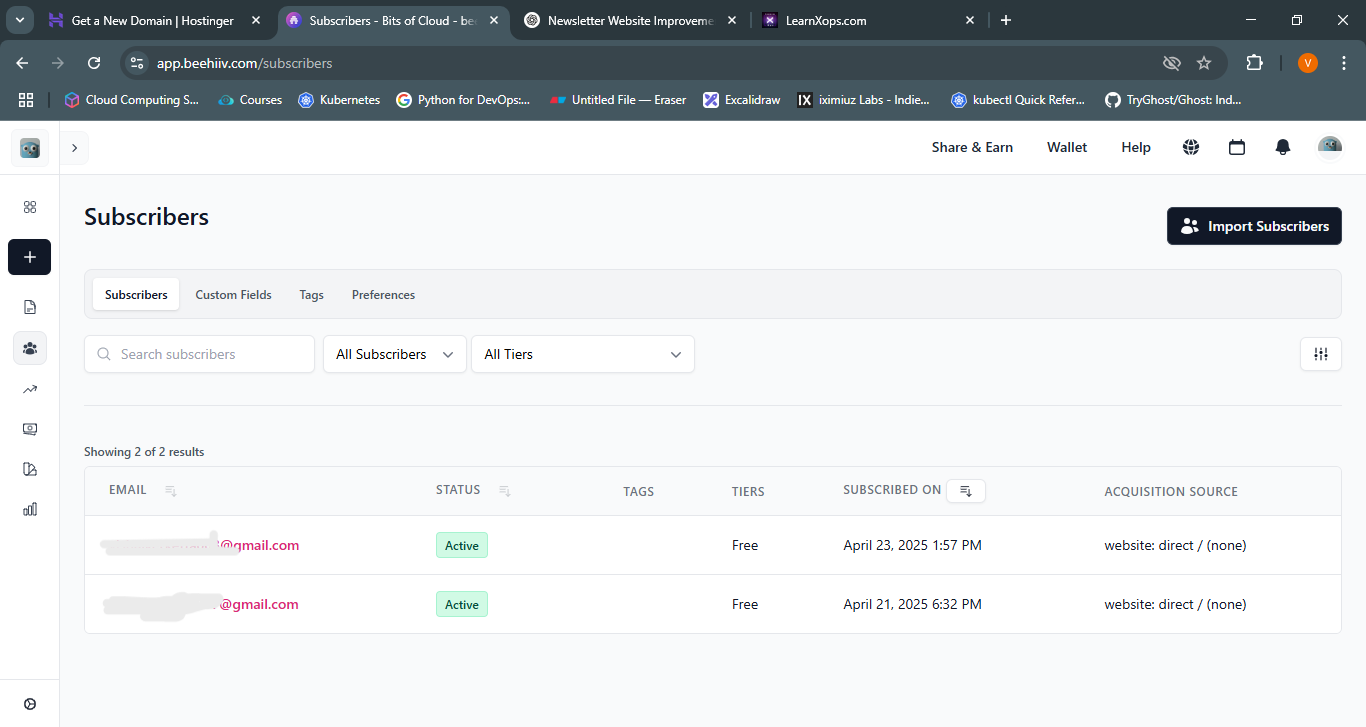 Get a New Domain | Hostinger
Subscribers - Bits of Cloud - bee
Newsletter Website Improveme
LearnXops.com
app.beehiiv.com/subscribers
V
Cloud Computing S...
Courses
Kubernetes
Python for DevOps:...
Untitled File — Eraser
Excalidraw
iximiuz Labs - Indie...
kubectl Quick Refer...
TryGhost/Ghost: Ind...
Share & Earn
Wallet
Help
Subscribers
Import Subscribers
Subscribers
Custom Fields
Tags
Preferences
Search subscribers
All Subscribers
All Tiers
Showing 2 of 2 results
EMAIL STATUS TAGS TIERS SUBSCRIBED ON ACQUISITION SOURCE
@gmail.com Active Free April 23, 2025 1:57 PM website: direct / (none)
@gmail.com Active Free April 21, 2025 6:32 PM website: direct / (none)